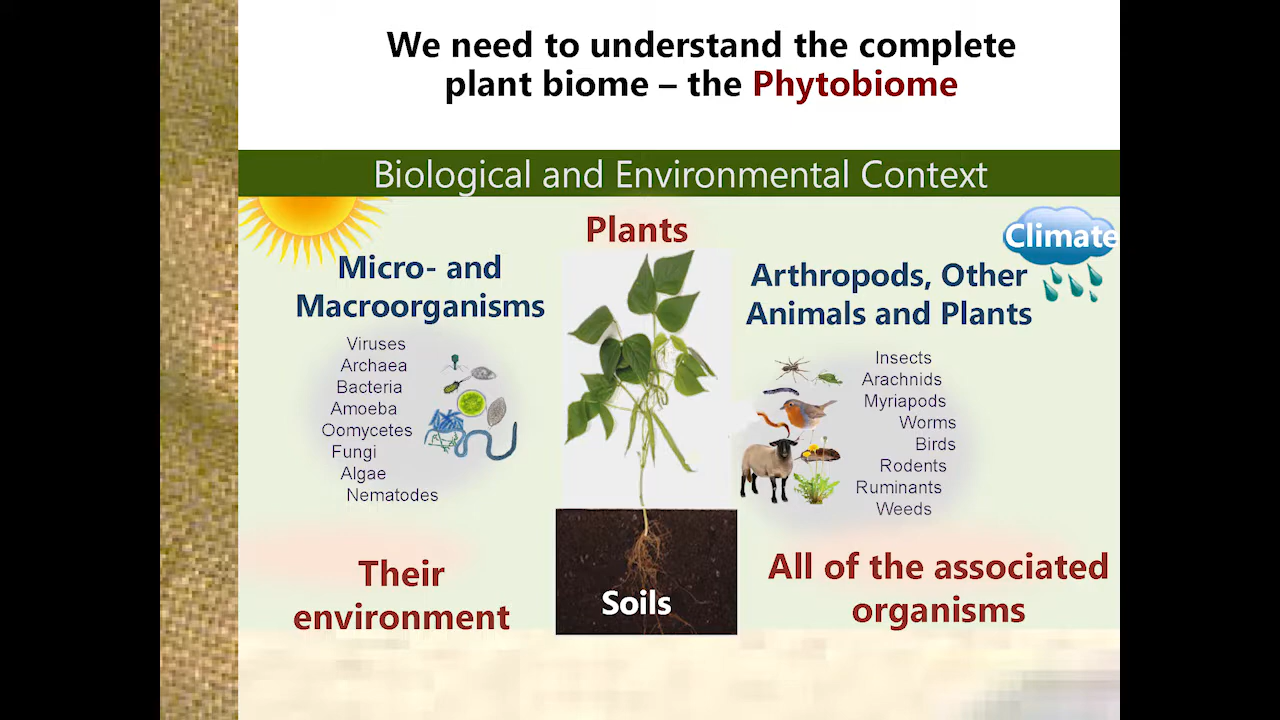 We need to understand the complete
plant biome – the Phytobiome
Biological and Environmental Context
Plants
Climate
Micro- and
Macroorganisms
Viruses
Archaea
Bacteria
Amoeba
Oomycetes
Fungi
Algae
Nematodes
Arthropods, Other
Animals and Plants
Insects
Arachnids
Myriapods
Worms
Birds
Rodents
Ruminants
Weeds
Their
environment
Soils
All of the associated
organisms